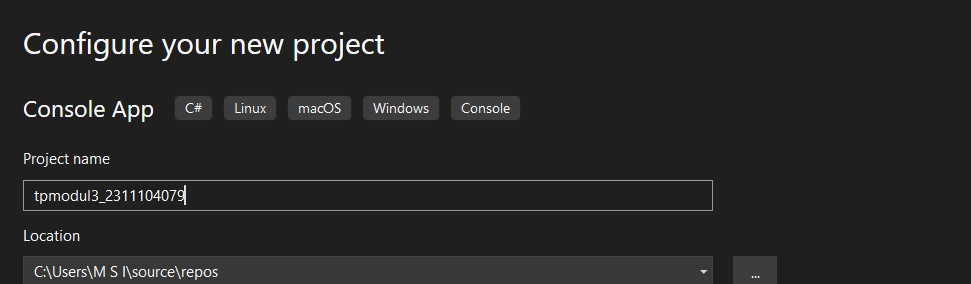 Configure your new project
Console App C# Linux macOS Windows Console
Project name
tpmodul3_2311104079
Location
C:\Users\M S I\source\repos
...